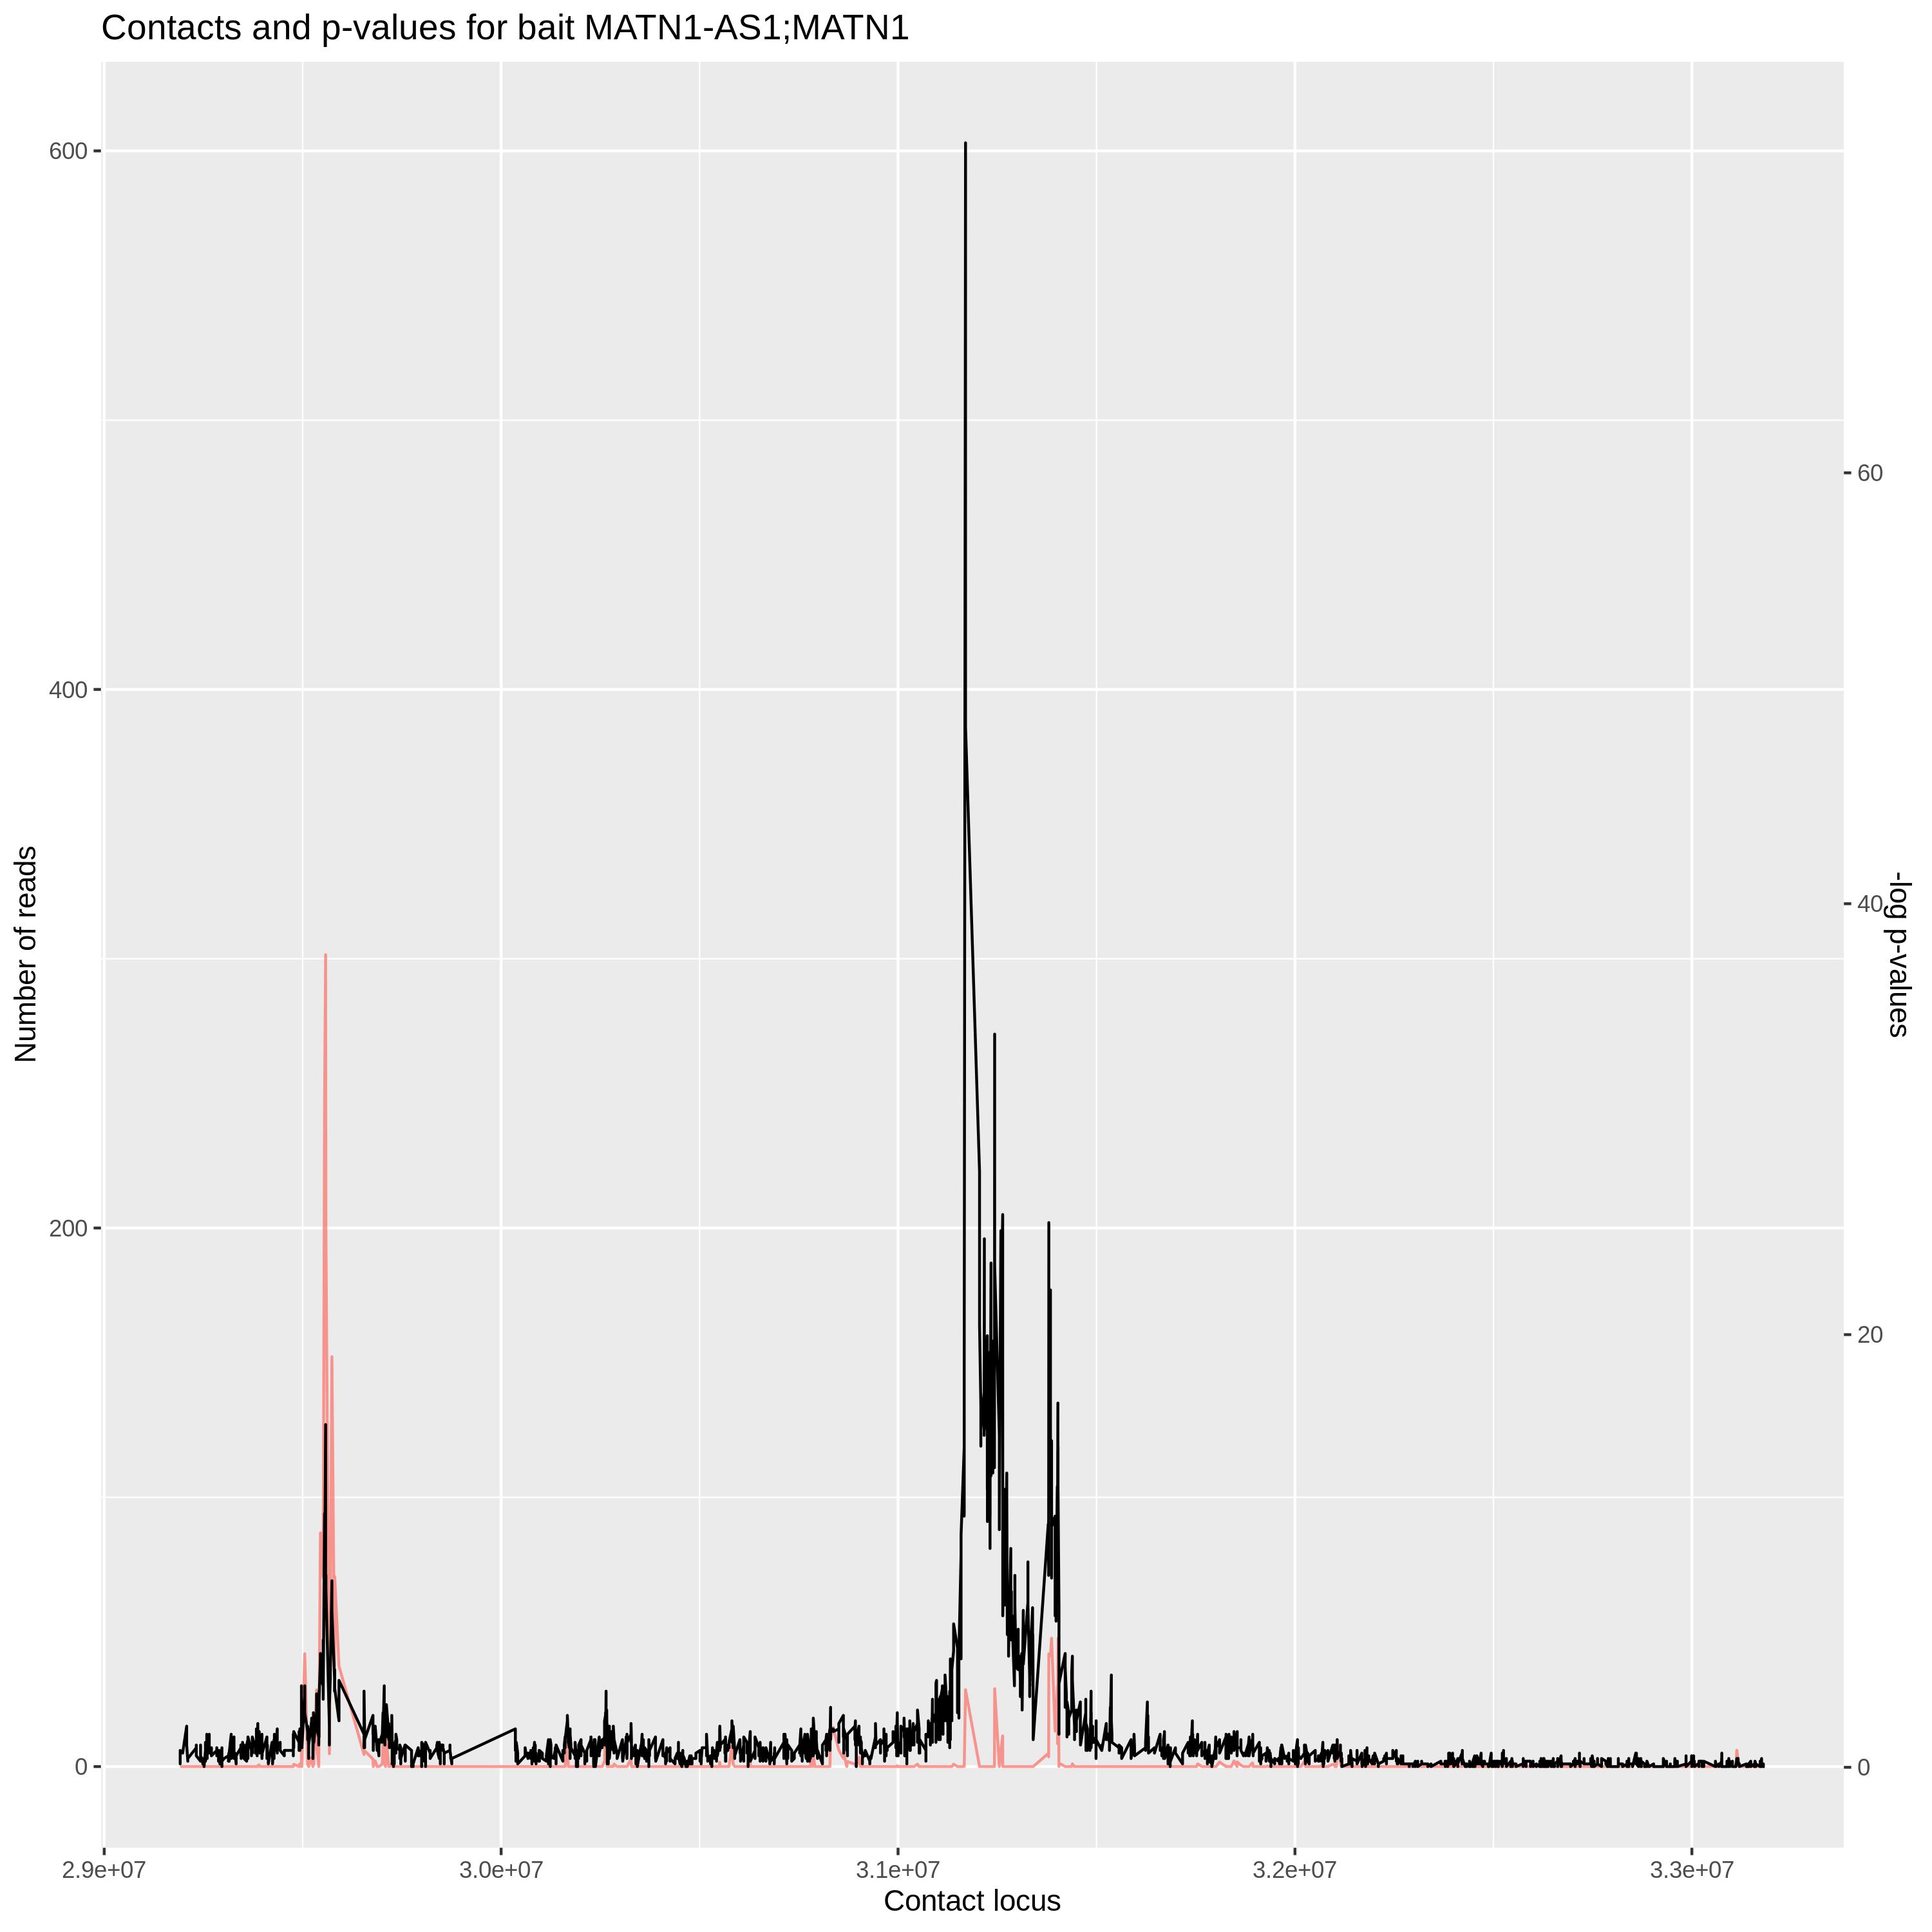 Contacts and p-values for bait MATN1-AS1;MATN1
600
400
200
0
Number of reads
60
40
20
0
-log p-values
2.9e+07
3.0e+07
3.1e+07
3.2e+07
3.3e+07
Contact locus